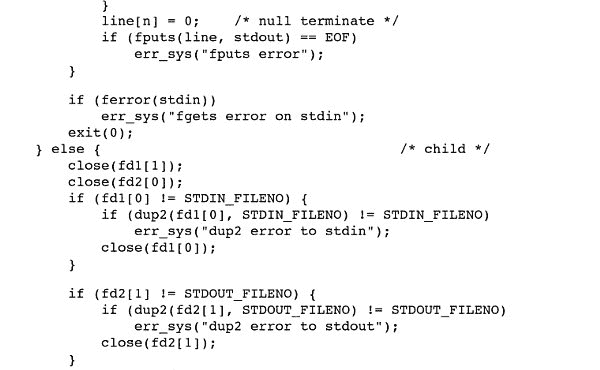 }
line[n] = 0;    /* null terminate */
if (fputs(line, stdout) == EOF)
err_sys("fputs error");
}
if (ferror(stdin))
err_sys("fgets error on stdin");
exit(0);
} else {                                    /* child */
close(fd1[1]);
close(fd2[0]);
if (fd1[0] != STDIN_FILENO) {
if (dup2(fd1[0], STDIN_FILENO) != STDIN_FILENO)
err_sys("dup2 error to stdin");
close(fd1[0]);
}
if (fd2[1] != STDOUT_FILENO) {
if (dup2(fd2[1], STDOUT_FILENO) != STDOUT_FILENO)
err_sys("dup2 error to stdout");
close(fd2[1]);
}